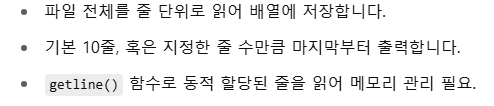 파일 전체를 줄 단위로 읽어 배열에 저장합니다.
기본 10줄, 혹은 지정한 줄 수만큼 마지막부터 출력합니다.
getline() 함수로 동적 할당된 줄을 읽어 메모리 관리 필요.